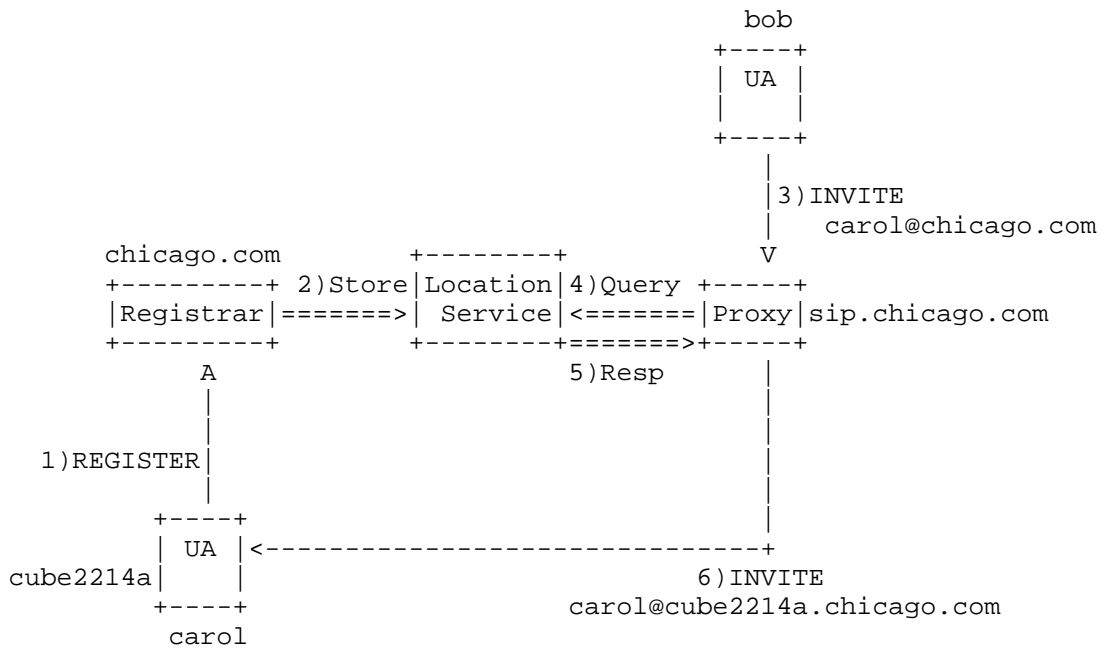 bob
UA
3)INVITE
carol@chicago.com
chicago.com
2)Store Location 4)Query
Registrar Service Proxy sip.chicago.com
5)Resp
A
V
1)REGISTER
UA
cube2214a
6)INVITE
carol@cube2214a.chicago.com
carol